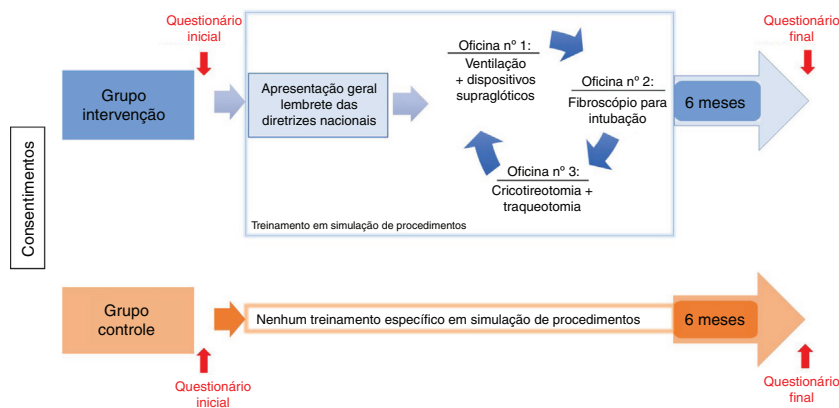 Questionário
inicial
Questionário
final
Grupo
intervenção
Apresentação geral
lembrete das
diretrizes nacionais
Oficina nº 1:
Ventilação
+ dispositivos
supraglóticos
Oficina nº 2:
Fibroscópio para
intubação
Oficina nº 3:
Cricotireotomia +
traqueotomia
6 meses
Treinamento em simulação de procedimentos
Consentimentos
Grupo
controle
Nenhum treinamento específico em simulação de procedimentos
6 meses
Questionário
inicial
Questionário
final